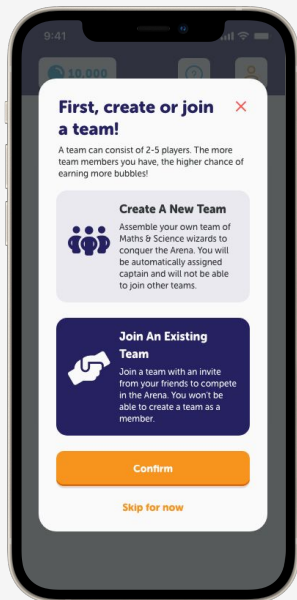 9:41
10,000
?
First, create or join
a team!
A team can consist of 2-5 players. The more
team members you have, the higher chance of
earning more bubbles!
Create A New Team
Assemble your own team of
Maths & Science wizards to
conquer the Arena. You will
be automatically assigned
captain and will not be able
to join other teams.
Join An Existing
Team
Join a team with an invite
from your friends to compete
in the Arena. You won't be
able to create a team as a
member.
Confirm
Skip for now